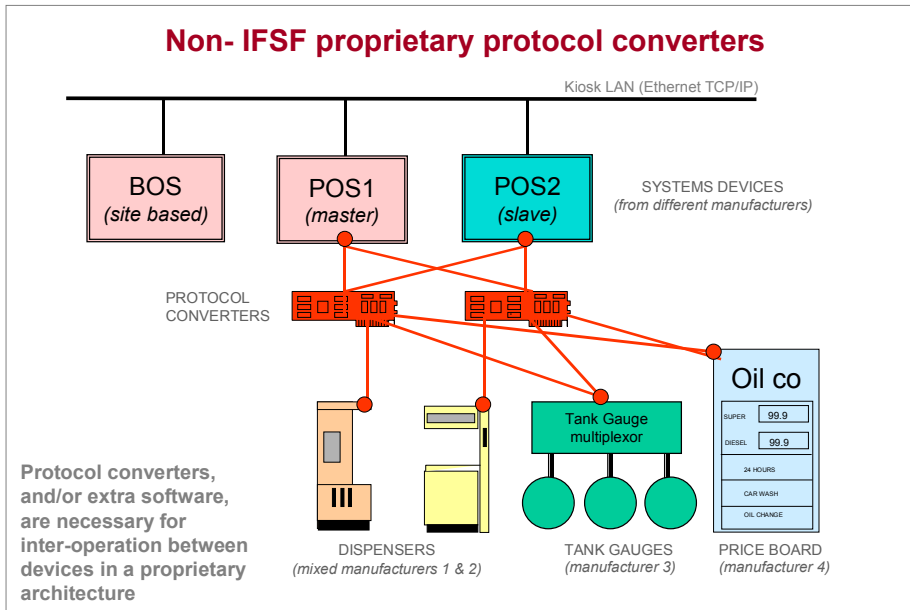 Non- IFSF proprietary protocol converters
Kiosk LAN (Ethernet TCP/IP)
BOS
(site based)
POS1
(master)
POS2
(slave)
SYSTEMS DEVICES
(from different manufacturers)
PROTOCOL
CONVERTERS
Oil co
SUPER 99.9
DIESEL 99.9
24 HOURS
CAR WASH
OIL CHANGE
Tank Gauge
multiplexor
Protocol converters,
and/or extra software,
are necessary for
inter-operation between
devices in a proprietary
architecture
DISPENSERS
(mixed manufacturers 1 & 2)
TANK GAUGES
(manufacturer 3)
PRICE BOARD
(manufacturer 4)